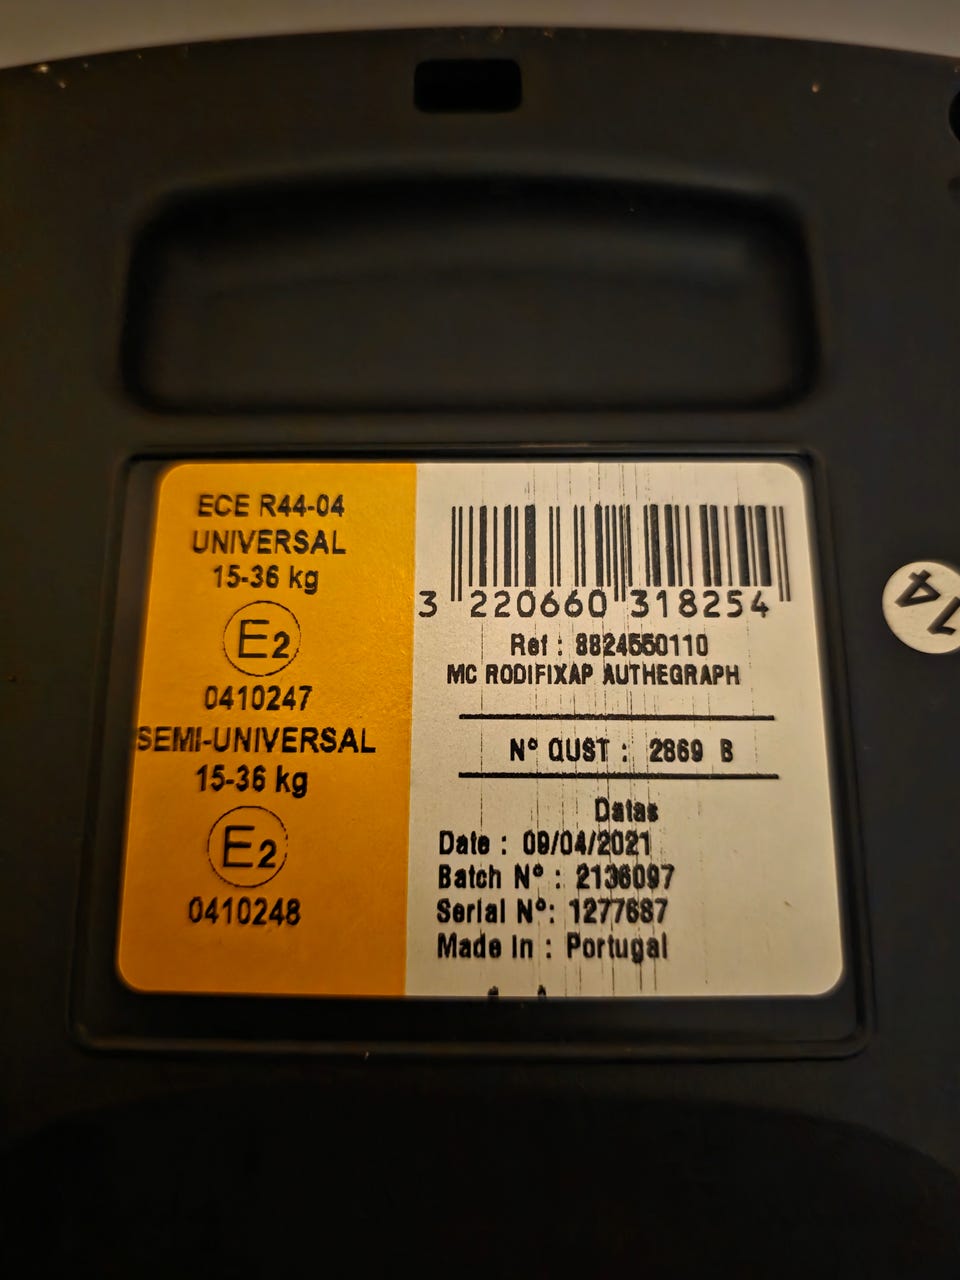 ECE R44-04
UNIVERSAL
15-36 kg
E2
0410247
SEMI-UNIVERSAL
15-36 kg
E2
0410248
3 220660 318254
Ref : 8824550110
MC RODIFIXAP AUTHEGRAPH
N° QUST : 2869 B
Datas
Date : 09/04/2021
Batch N° : 2136097
Serial N°: 1277687
Made In : Portugal
14